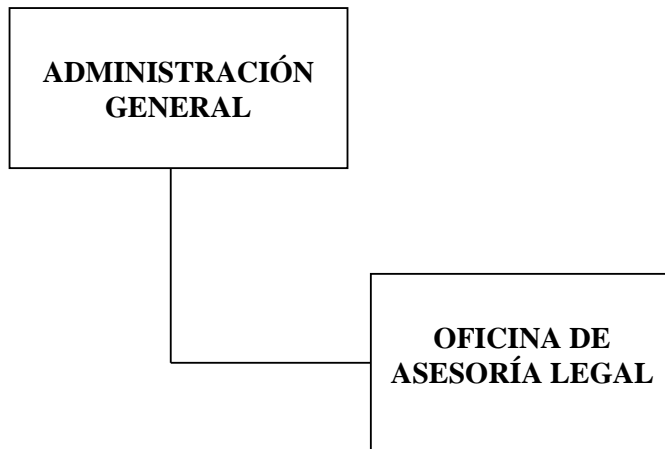 ADMINISTRACIÓN
GENERAL
OFICINA DE
ASESORÍA LEGAL